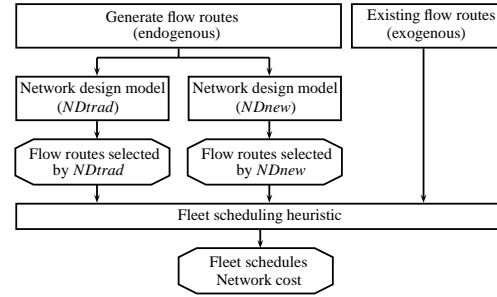 Generate flow routes
(endogenous)
Existing flow routes
(exogenous)
Network design model
(NDtrad)
Network design model
(NDnew)
Flow routes selected
by NDtrad
Flow routes selected
by NDnew
Fleet scheduling heuristic
Fleet schedules
Network cost